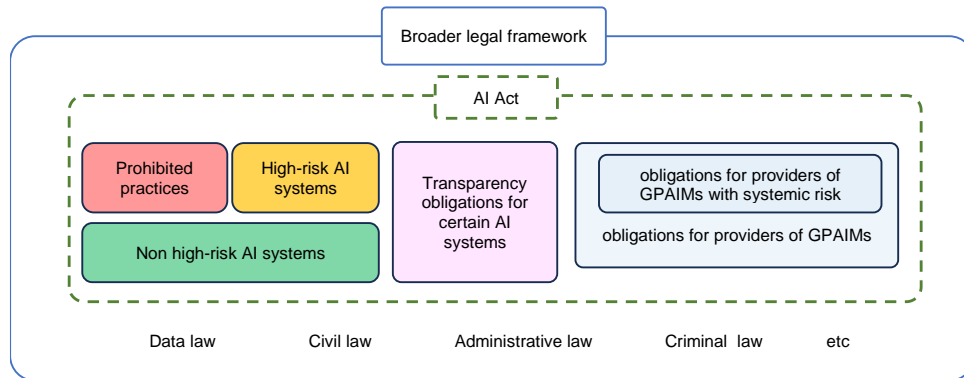 Broader legal framework
AI Act
Prohibited
practices
High-risk AI
systems
Non high-risk AI systems
Transparency
obligations for
certain AI
systems
obligations for providers of
GPAIMs with systemic risk
obligations for providers of GPAIMs
Data law Civil law Administrative law Criminal law etc